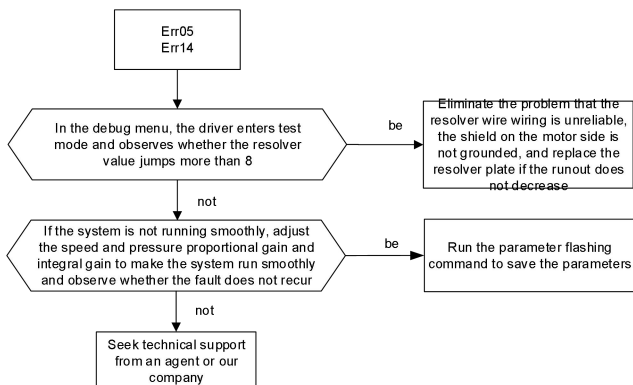 Err05
Err14
In the debug menu, the driver enters test
mode and observes whether the resolver
value jumps more than 8
be
Eliminate the problem that the
resolver wire wiring is unreliable,
the shield on the motor side
is not grounded, and replace the
resolver plate if the runout does
not decrease
not
If the system is not running smoothly, adjust
the speed and pressure proportional gain and
integral gain to make the system run smoothly
and observe whether the fault does not recur
be
Run the parameter flashing
command to save the
parameters
not
Seek technical support
from an agent or our
company